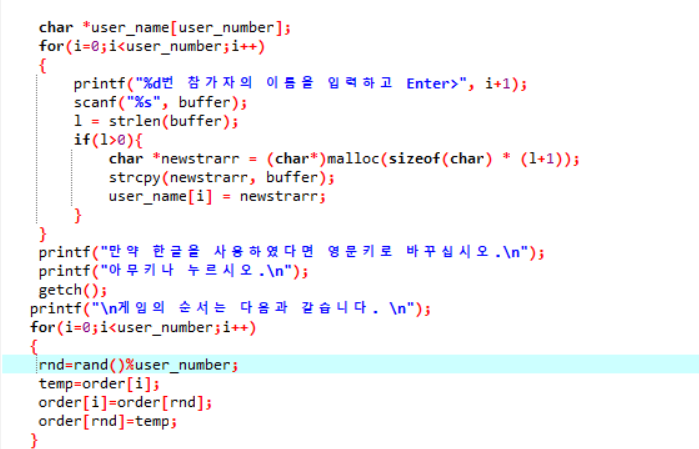 char *user_name[user_number];
for(i=0;i<user_number;i++)
{
printf("%d번 참가자의 이름을 입력하고 Enter>", i+1);
scanf("%s", buffer);
l = strlen(buffer);
if(l>0){
char *newstrarr = (char*)malloc(sizeof(char) * (l+1));
strcpy(newstrarr, buffer);
user_name[i] = newstrarr;
}
}
printf("만약 한글을 사용하였다면 영문키로 바꾸십시오.\n");
printf("아무키나 누르시오.\n");
getch();
printf("\n게임의 순서는 다음과 같습니다. \n");
for(i=0;i<user_number;i++)
{
rnd=rand()%user_number;
temp=order[i];
order[i]=order[rnd];
order[rnd]=temp;
}